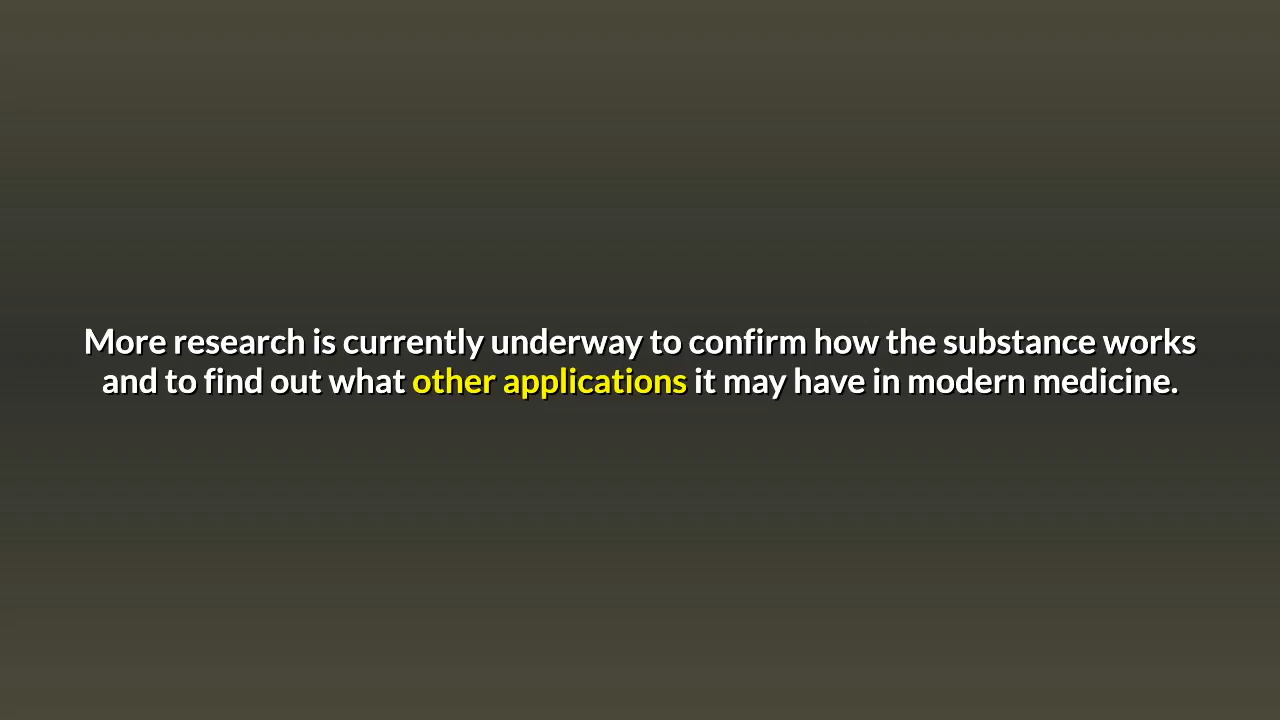 More research is currently underway to confirm how the substance works
and to find out what other applications it may have in modern medicine.